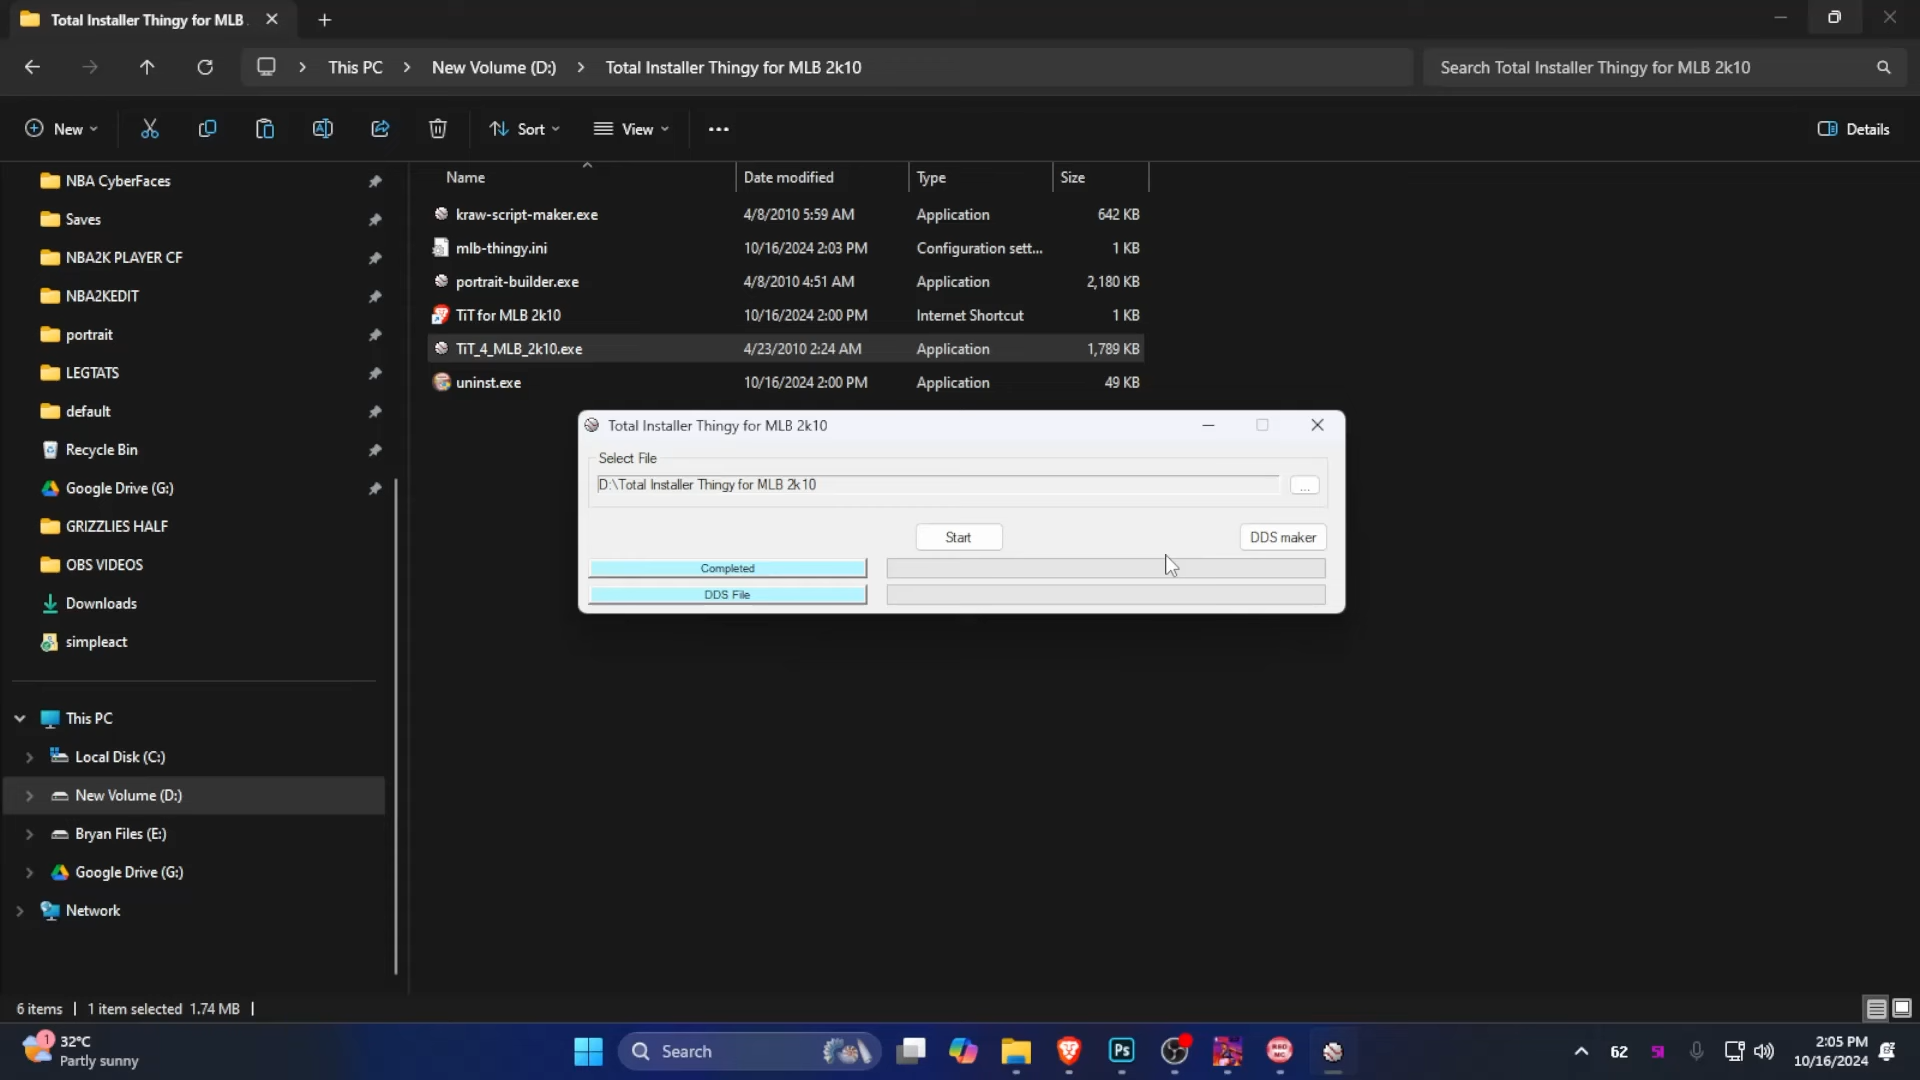 Total Installer Thingy for MLB
This PC > New Volume (D:) > Total Installer Thingy for MLB 2k10
Search Total Installer Thingy for MLB 2k10
New
Sort
View
Details
Name Date modified Type Size
NBA CyberFaces
Saves
NBA2K PLAYER CF
NBA2KEDIT
portrait
LEGTATS
default
Recycle Bin
Google Drive (G:)
GRIZZLIES HALF
OBS VIDEOS
Downloads
simpleact
This PC
Local Disk (C:)
New Volume (D:)
Bryan Files (E:)
Google Drive (G:)
Network
kraw-script-maker.exe 4/8/2010 5:59 AM Application 642 KB
mlb-thingy.ini 10/16/2024 2:03 PM Configuration sett... 1 KB
portrait-builder.exe 4/8/2010 4:51 AM Application 2,180 KB
TiT for MLB 2k10 10/16/2024 2:00 PM Internet Shortcut 1 KB
TiT_4_MLB_2k10.exe 4/23/2010 2:24 AM Application 1,789 KB
uninst.exe 10/16/2024 2:00 PM Application 49 KB
Total Installer Thingy for MLB 2k10
Select File
D:\Total Installer Thingy for MLB 2k10
...
Start
DDS maker
Completed
DDS File
6 items | 1 item selected 1.74 MB |
1
32°C
Partly sunny
Search
Ps
62
2:05 PM
10/16/2024